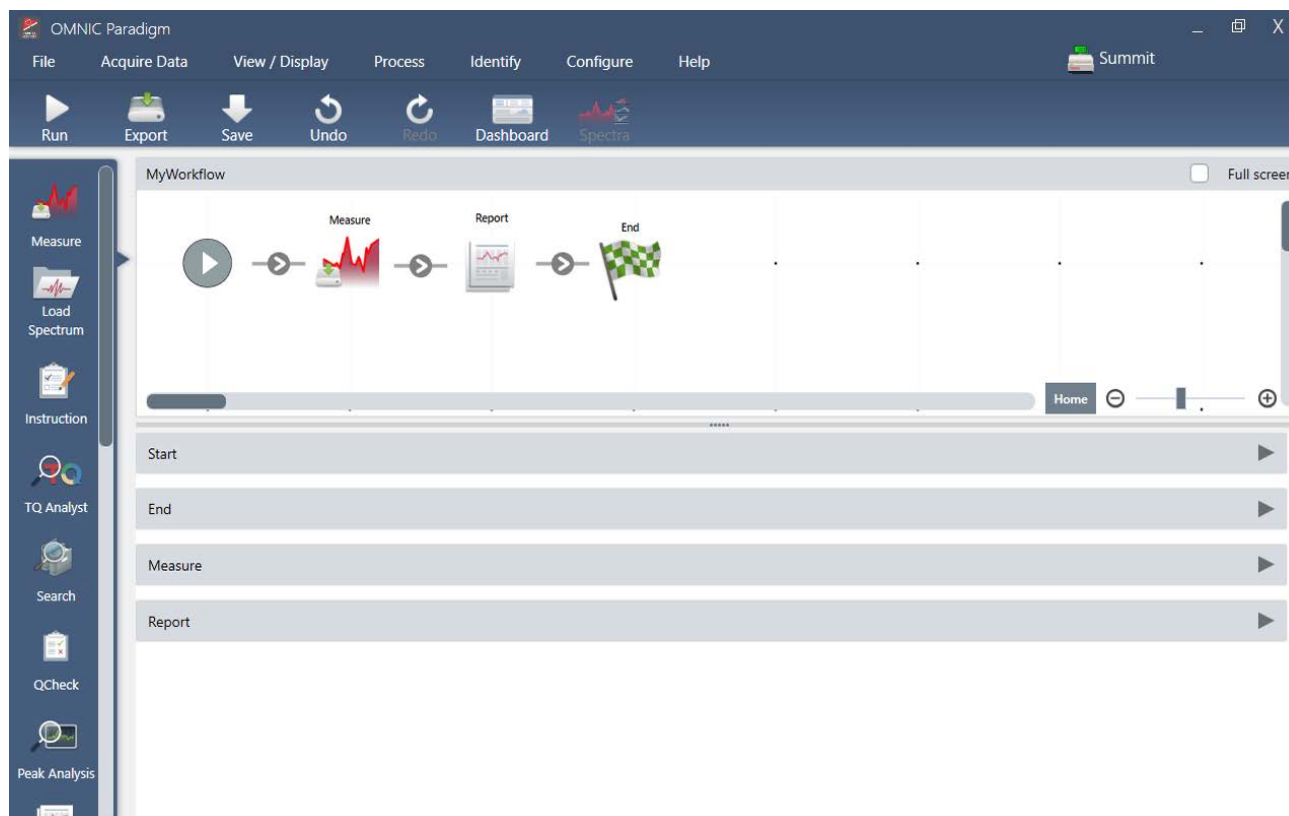 OMNIC Paradigm
X
File Acquire Data View / Display Process Identify Configure Help
Summit
Run Export Save Undo Redo Dashboard Spectra
MyWorkflow
Full screen
Measure Report End
Home
Measure
Load
Spectrum
Instruction
TQ Analyst
Search
QCheck
Peak Analysis
Start
End
Measure
Report